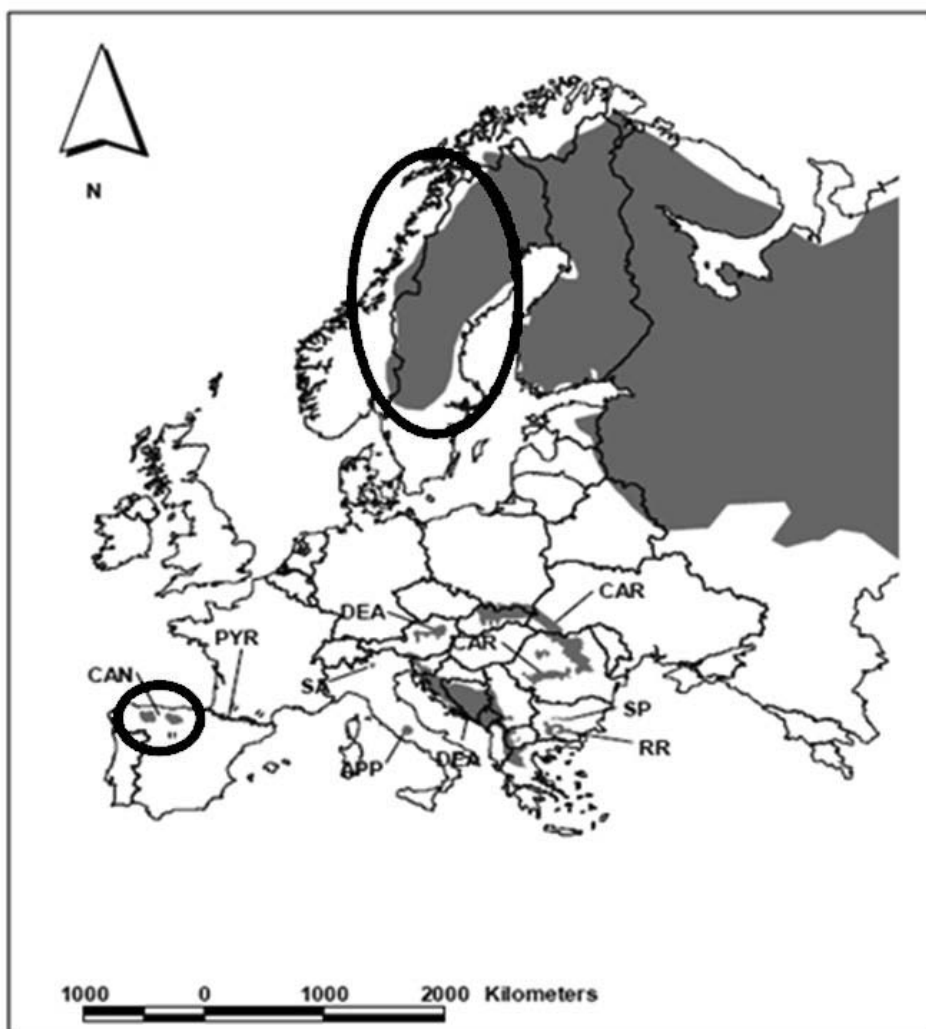 N
CAR
DEA
PYR
CAR
CAN
SA
SP
RR
APP
DEA
1000 0 1000 2000 Kilometers